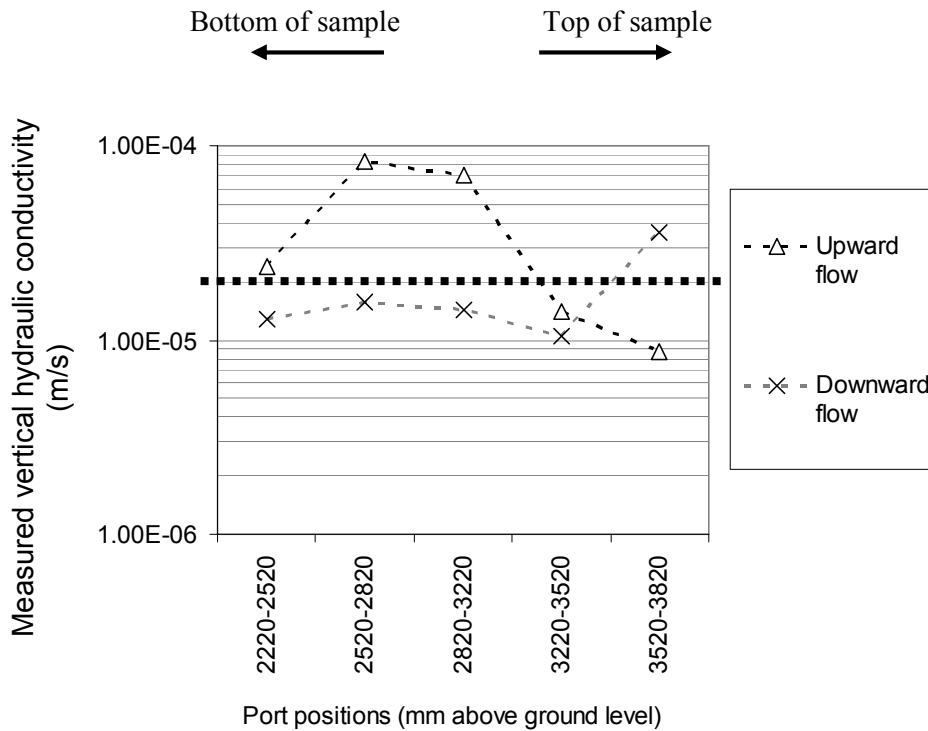 Bottom of sample
Top of sample
Measured vertical hydraulic conductivity
(m/s)
1.00E-04
1.00E-05
1.00E-06
2220-2520
2520-2820
2820-3220
3220-3520
3520-3820
Port positions (mm above ground level)
Upward
flow
Downward
flow